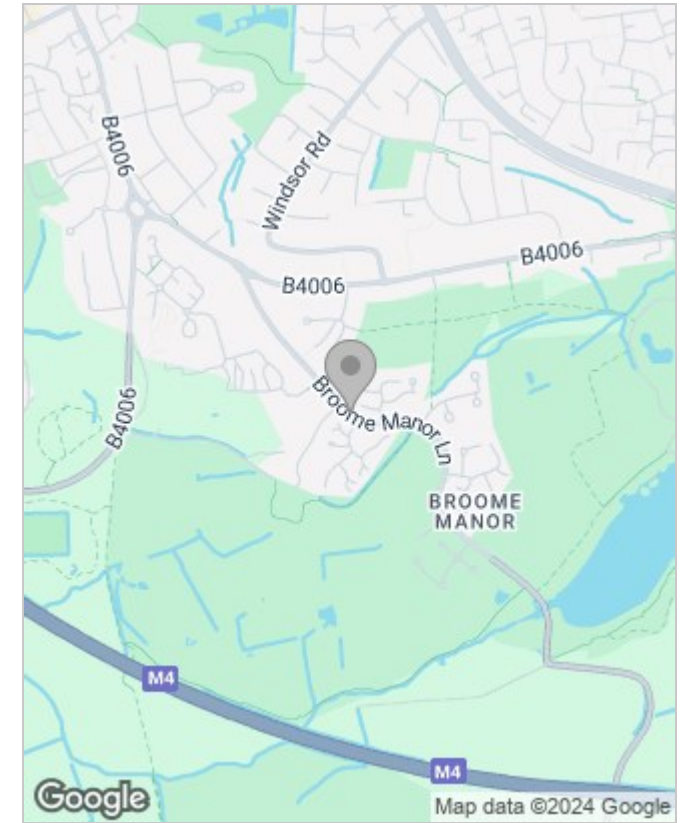 B4006
Windsor Rd
B4006
B4006
B4006
Broome Manor Ln
BROOME
MANOR
M4
M4
Google
Map data ©2024 Google